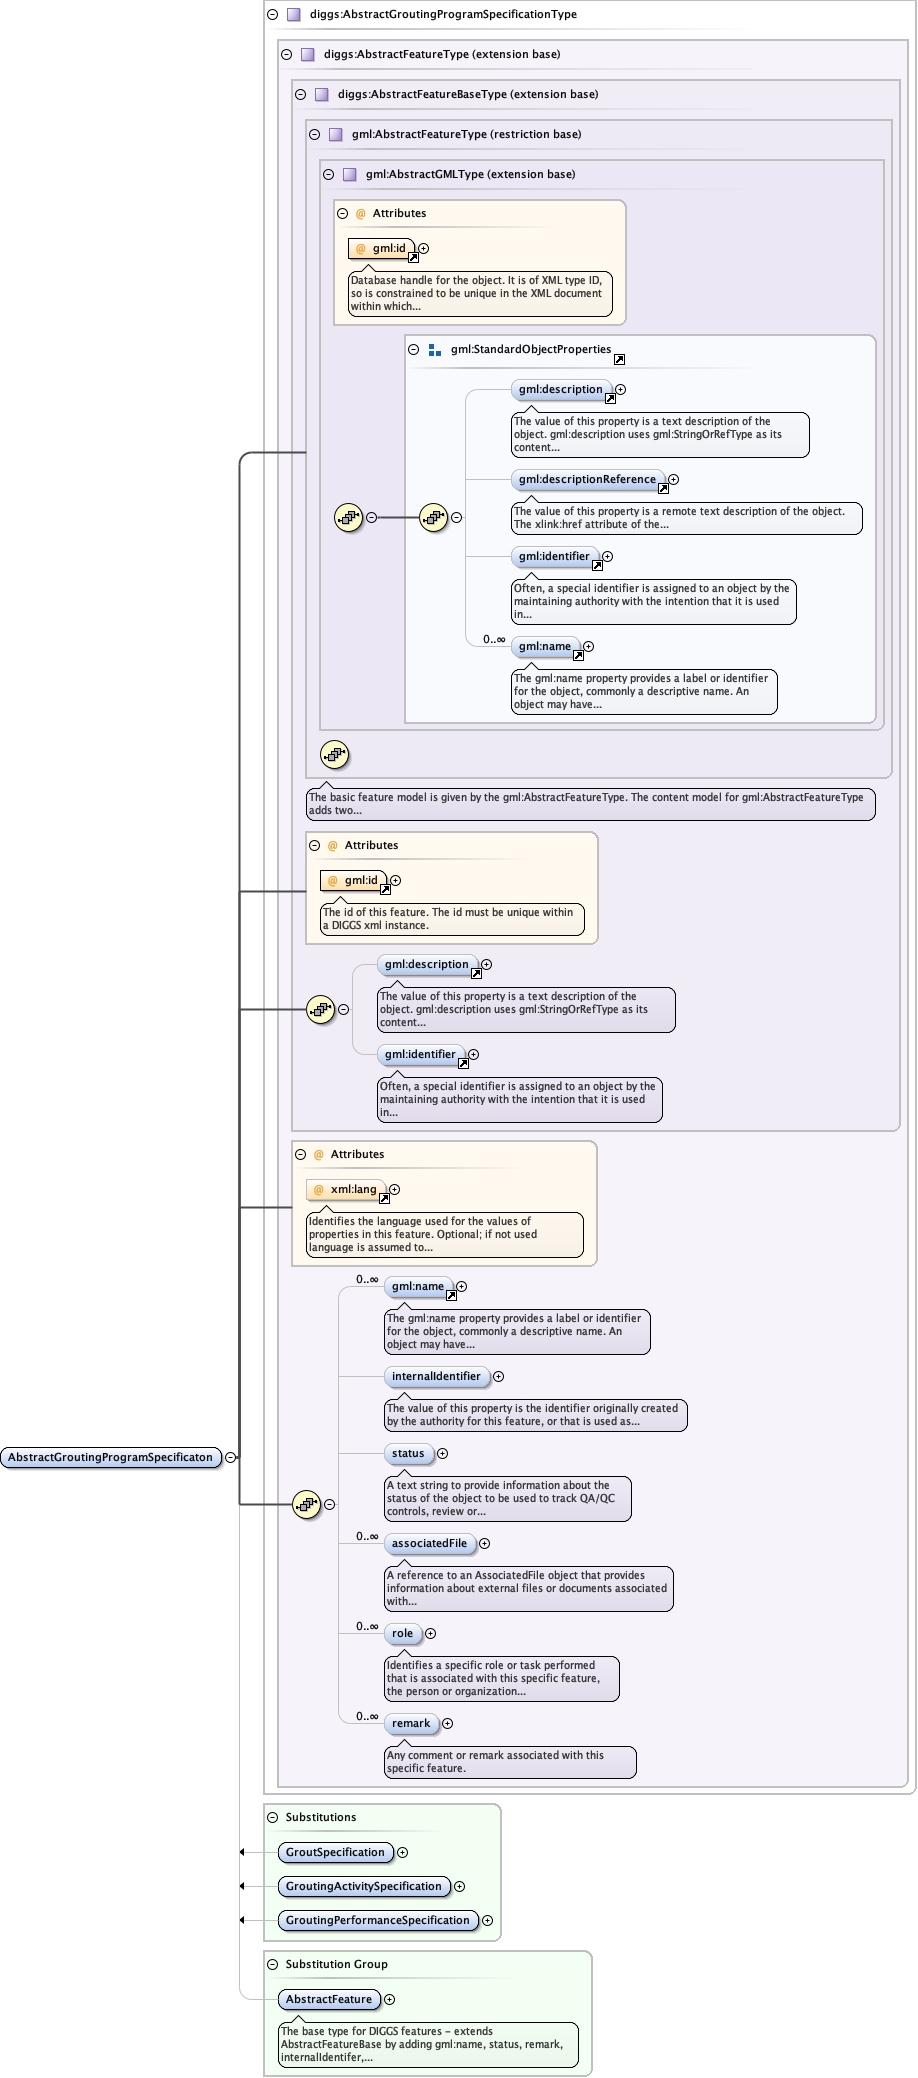 diggs:AbstractGroutingProgramSpecificationType
diggs:AbstractFeatureType (extension base)
diggs:AbstractFeatureBaseType (extension base)
gml:AbstractFeatureType (restriction base)
gml:AbstractGMLType (extension base)
@ Attributes
@ gml:id
Database handle for the object. It is of XML type ID,
so is constrained to be unique in the XML document
within which...
gml:StandardObjectProperties
gml:description
The value of this property is a text description of the
object. gml:description uses gml:StringOrRefType as its
content...
gml:descriptionReference
The value of this property is a remote text description of the object.
The xlink:href attribute of the...
gml:identifier
Often, a special identifier is assigned to an object by the
maintaining authority with the intention that it is used
in...
0..∞
gml:name
The gml:name property provides a label or identifier
for the object, commonly a descriptive name. An
object may have...
The basic feature model is given by the gml:AbstractFeatureType. The content model for gml:AbstractFeatureType
adds two...
@ Attributes
@ gml:id
The id of this feature. The id must be unique within
a DIGGS xml instance.
gml:description
The value of this property is a text description of the
object. gml:description uses gml:StringOrRefType as its
content...
gml:identifier
Often, a special identifier is assigned to an object by the
maintaining authority with the intention that it is used
in...
@ Attributes
@ xml:lang
Identifies the language used for the values of
properties in this feature. Optional; if not used
language is assumed to...
0..∞
gml:name
The gml:name property provides a label or identifier
for the object, commonly a descriptive name. An
object may have...
internalIdentifier
The value of this property is the identifier originally created
by the authority for this feature, or that is used as...
AbstractGroutingProgramSpecificaton
status
A text string to provide information about the
status of the object to be used to track QA/QC
controls, review or...
0..∞
associatedFile
A reference to an AssociatedFile object that provides
information about external files or documents associated
with...
0..∞
role
Identifies a specific role or task performed
that is associated with this specific feature,
the person or organization...
0..∞
remark
Any comment or remark associated with this
specific feature.
Substitutions
GroutSpecification
GroutingActivitySpecification
GroutingPerformanceSpecification
Substitution Group
AbstractFeature
The base type for DIGGS features - extends
AbstractFeatureBase by adding gml:name, status, remark,
internalIdentifer,...